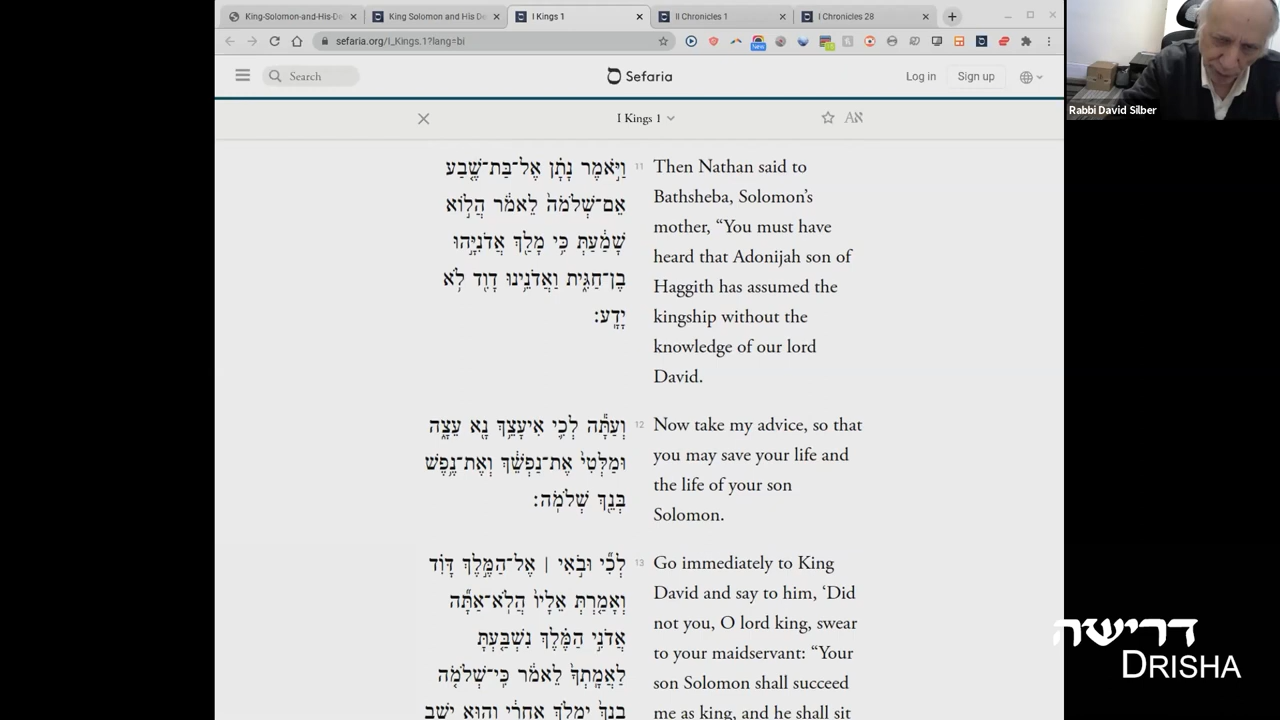 King-Solomon-and-His-De
King Solomon and His De
I Kings 1
II Chronicles 1
I Chronicles 28
sefaria.org/I_Kings.1?lang=bi
New
Search
Sefaria
Log in
Sign up
I Kings 1
אA
Rabbi David Silber
וַיֹּ֣אמֶר נָתָ֗ן אֶל־בַּת־שֶׁ֤בַע
אֵם־שְׁלֹמֹה֙ לֵאמֹ֔ר הֲל֣וֹא
שָׁמַ֔עַתְּ כִּ֥י מָלַ֖ךְ אֲדֹנִיָּ֣הוּ
בֶן־חַגִּ֑ית וַאֲדֹנֵ֥ינוּ דָוִ֖ד לֹ֥א
יָדָֽע׃
11
Then Nathan said to
Bathsheba, Solomon’s
mother, “You must have
heard that Adonijah son of
Haggith has assumed the
kingship without the
knowledge of our lord
David.
וְעַתָּ֕ה לְכִ֛י אִיעָצֵ֥ךְ נָ֖א עֵצָ֑ה
וּמַלְּטִי֙ אֶת־נַפְשֵׁ֔ךְ וְאֶת־נֶ֥פֶשׁ
בְּנֵ֖ךְ שְׁלֹמֹֽה׃
12
Now take my advice, so that
you may save your life and
the life of your son
Solomon.
לְכִ֞י וּבֹ֣אִי ׀ אֶל־הַמֶּ֣לֶךְ דָּוִ֗ד
וְאָמַ֤רְתְּ אֵלָיו֙ הֲלֹֽא־אַתָּ֞ה
אֲדֹנִ֣י הַמֶּ֗לֶךְ נִשְׁבַּ֤עְתָּ
לַאֲמָֽתְךָ֙ לֵאמֹ֔ר כִּֽי־שְׁלֹמֹ֤ה
בְנֵךְ֙ יִמְלֹ֣ךְ אַחֲרַ֔י וְה֖וּא יֵשֵׁ֣ב
13
Go immediately to King
David and say to him, ‘Did
not you, O lord king, swear
to your maidservant: “Your
son Solomon shall succeed
me as king, and he shall sit
דרישה
DRISHA